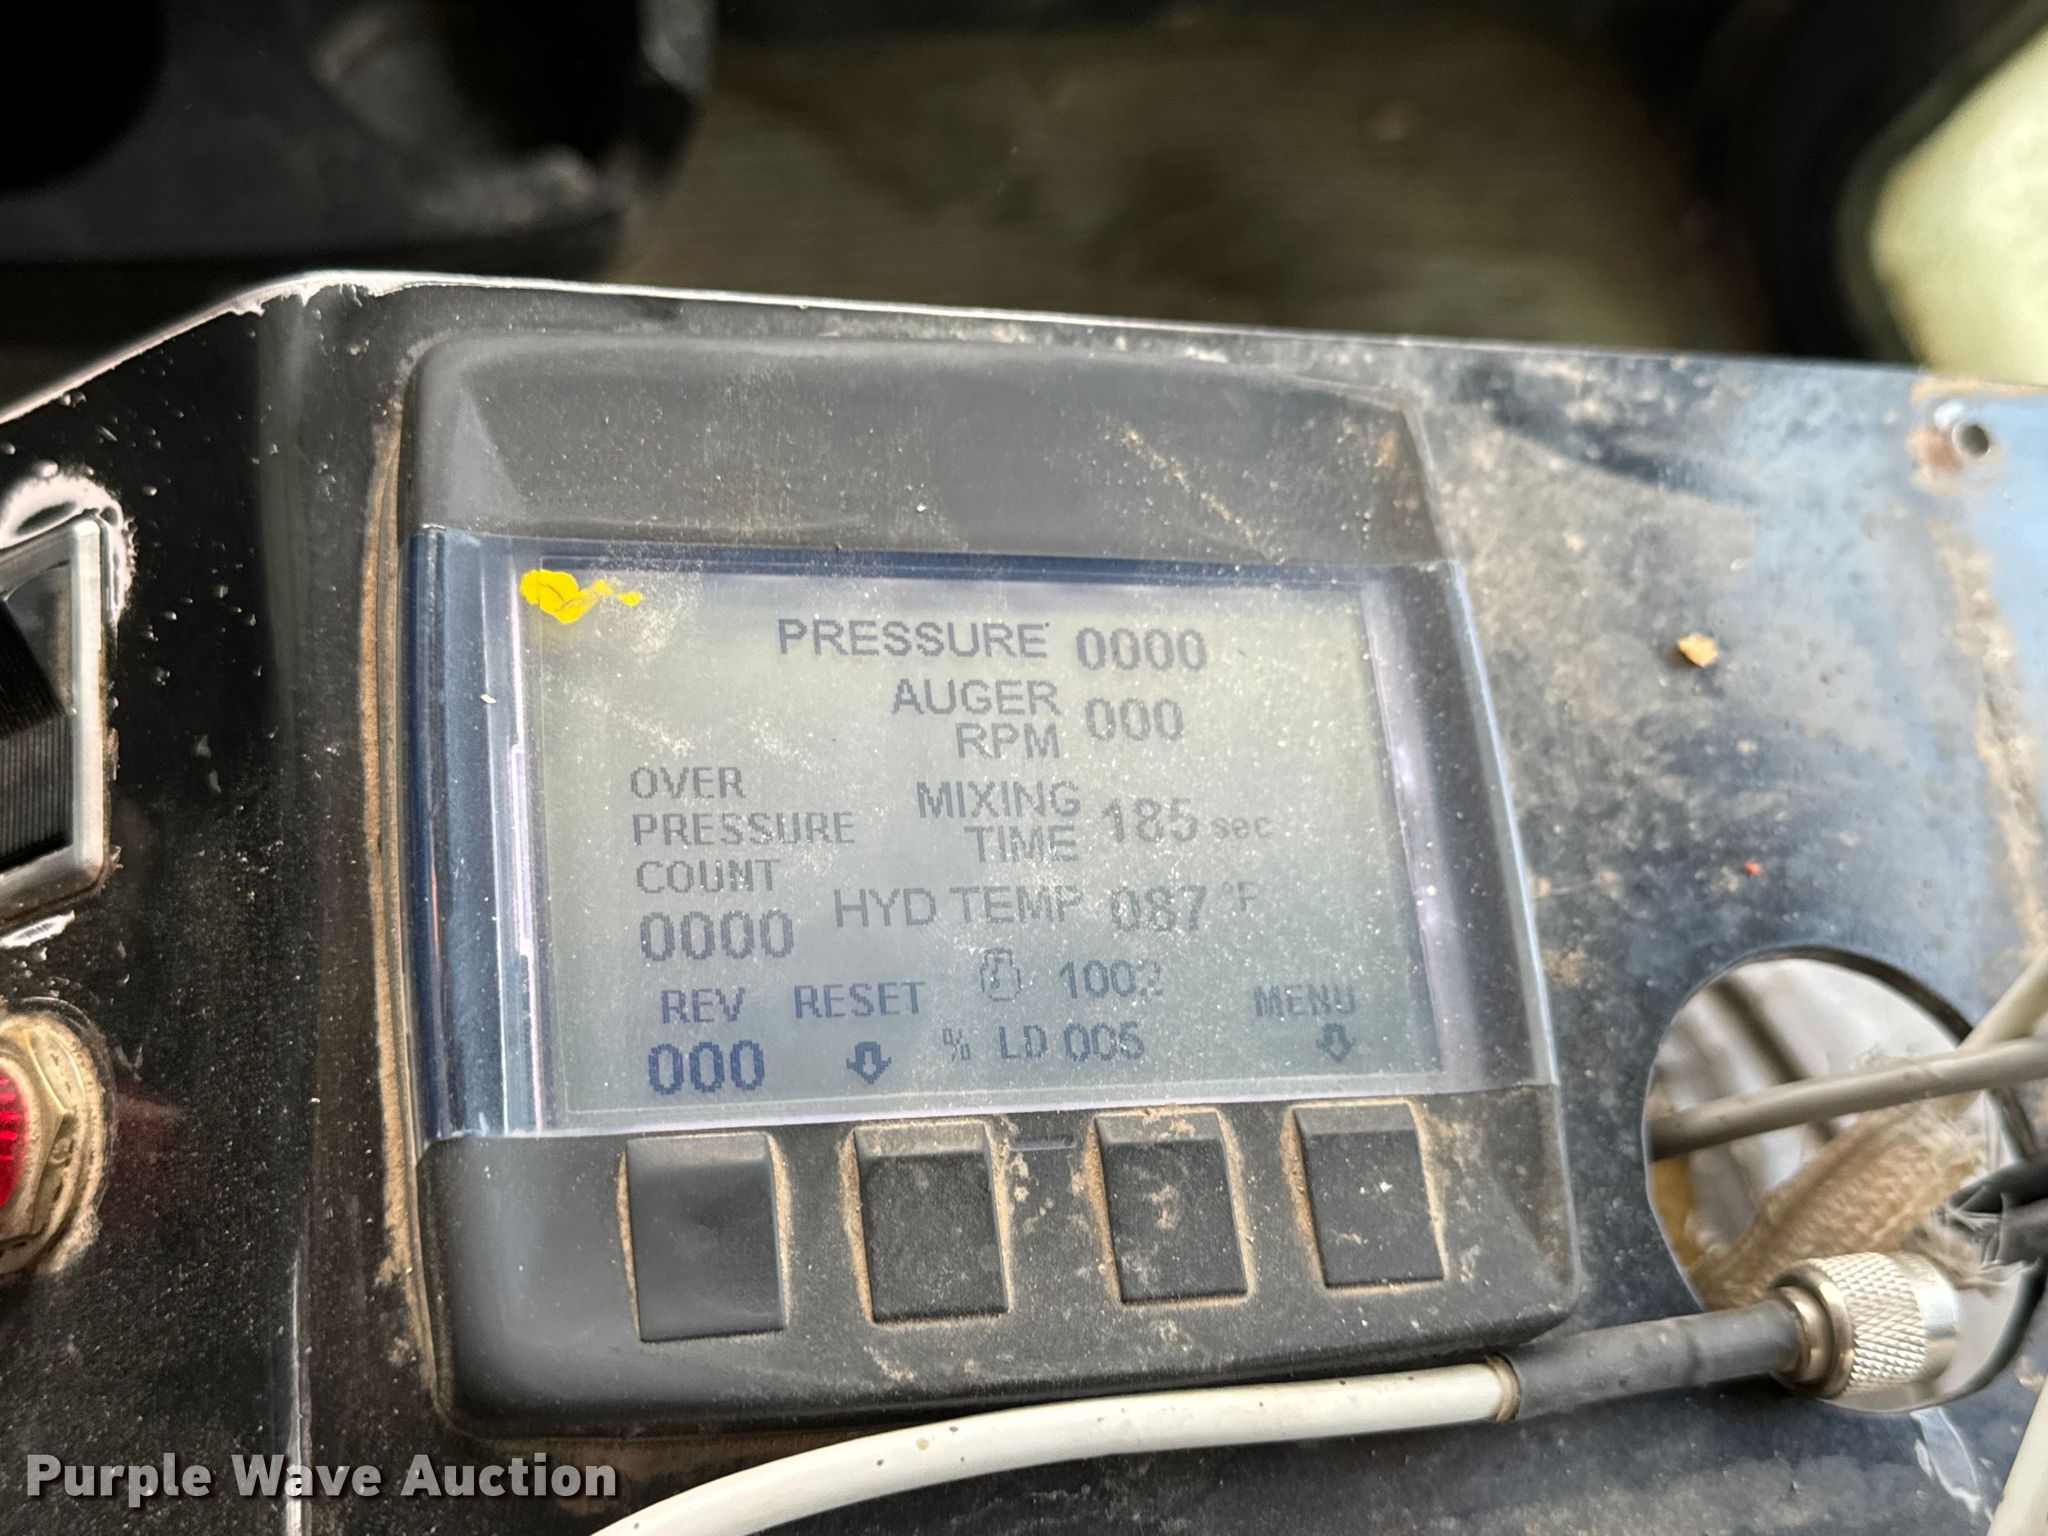 PRESSURE 0000
AUGER
RPM 000
OVER
PRESSURE
COUNT
0000
MIXING
TIME 185 sec
HYD TEMP 087 °F
1002
REV
000
RESET
% LD 005
MENU
Purple Wave Auction